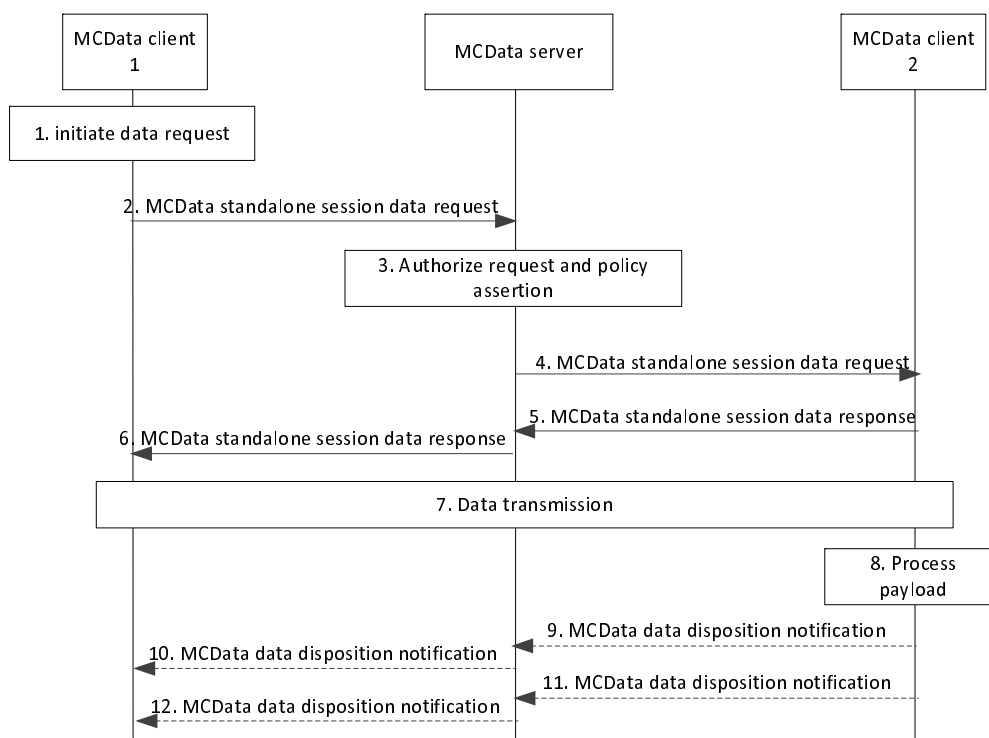 MCData client
1
MCData server
MCData client
2
1. initiate data request
2. MCData standalone session data request
3. Authorize request and policy
assertion
4. MCData standalone session data request
5. MCData standalone session data response
6. MCData standalone session data response
7. Data transmission
8. Process
payload
9. MCData data disposition notification
10. MCData data disposition notification
11. MCData data disposition notification
12. MCData data disposition notification